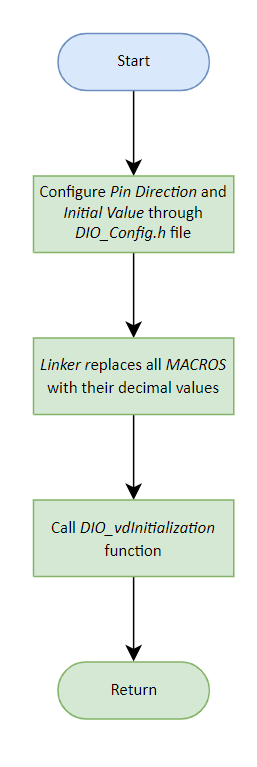 Start
Configure Pin Direction and
Initial Value through
DIO_Config.h file
Linker replaces all MACROS
with their decimal values
Call DIO_vdInitialization
function
Return